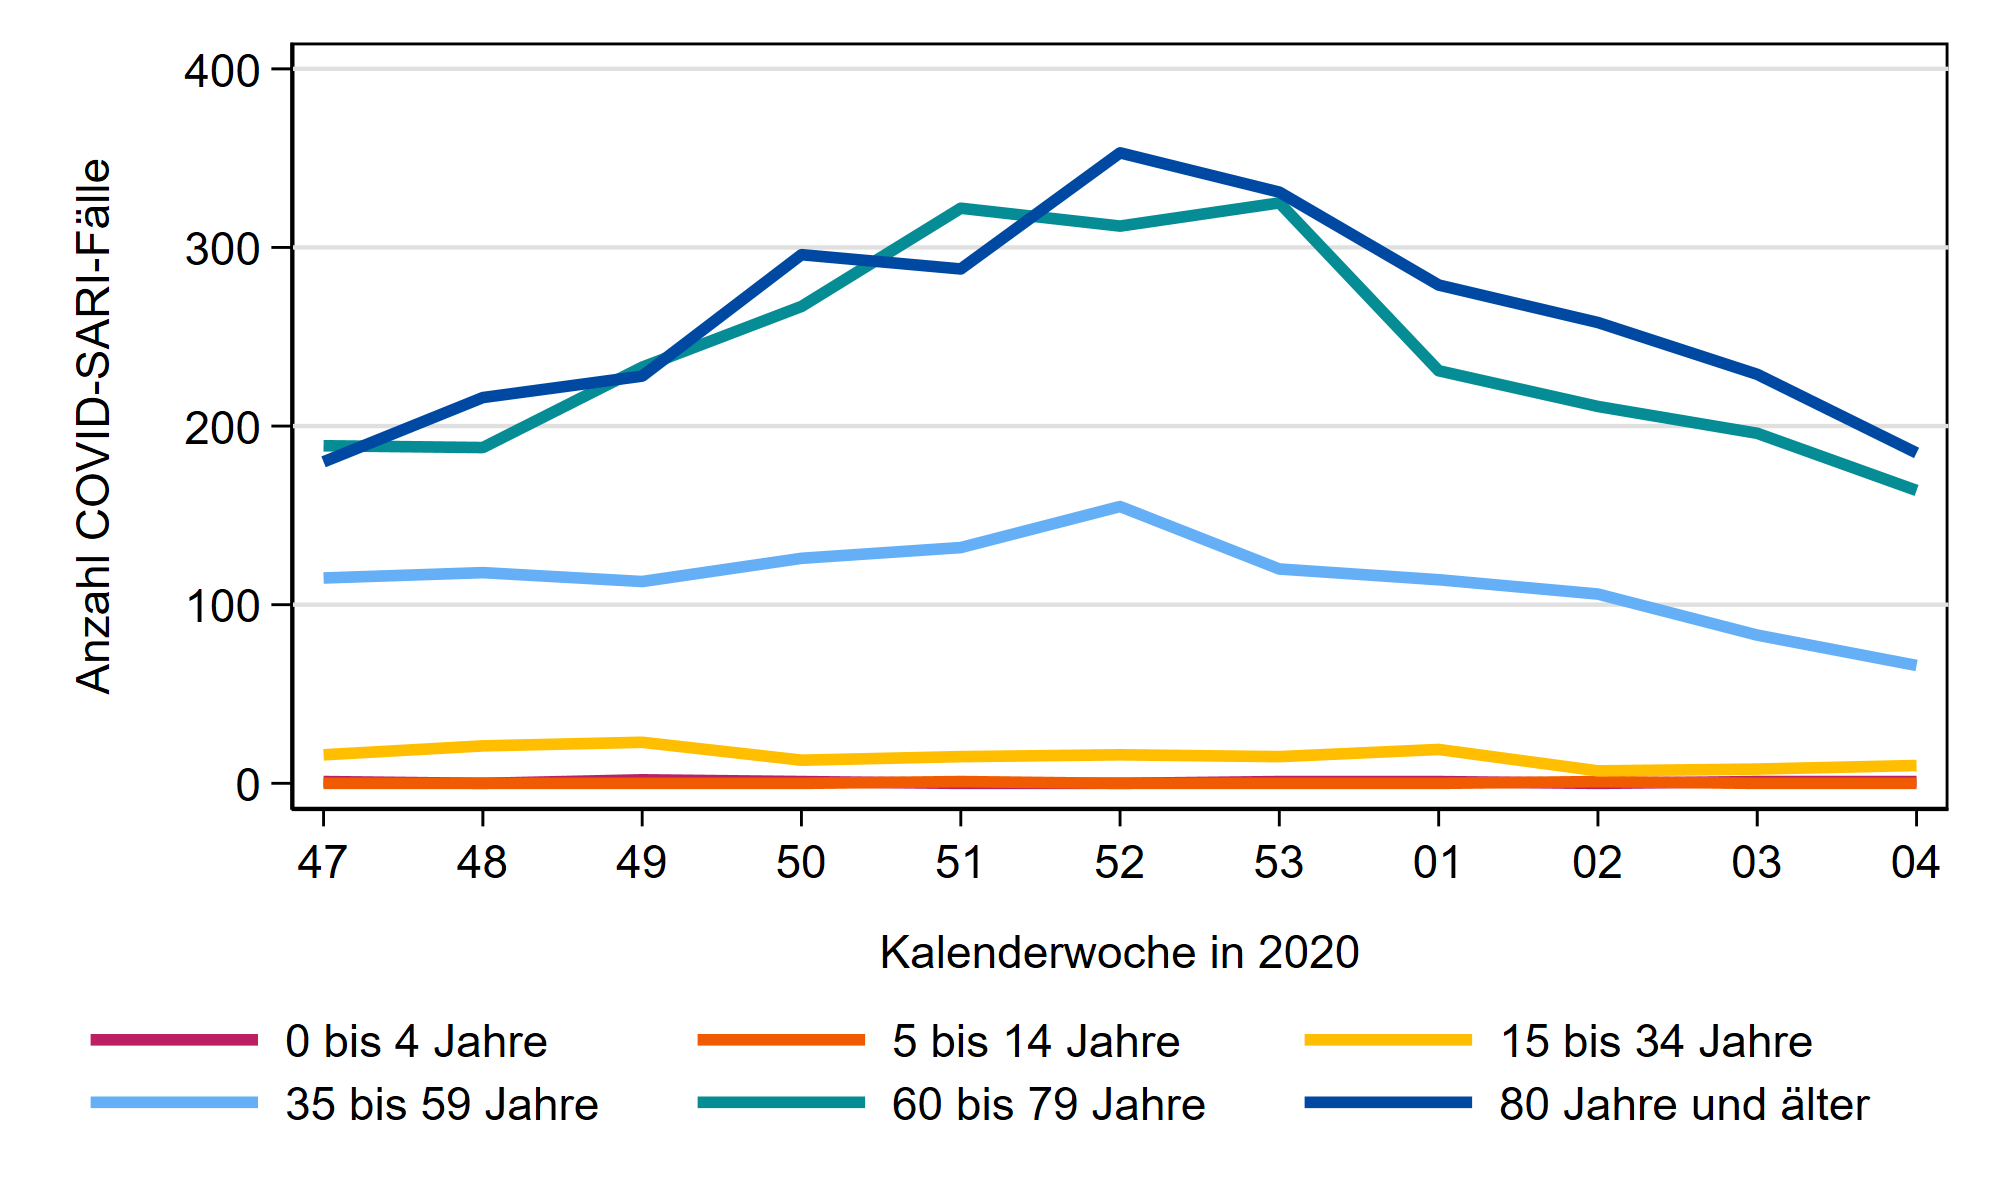 400
300
200
100
0
Anzahl COVID-SARI-Fälle
47 48 49 50 51 52 53 01 02 03 04
Kalenderwoche in 2020
0 bis 4 Jahre 5 bis 14 Jahre 15 bis 34 Jahre
35 bis 59 Jahre 60 bis 79 Jahre 80 Jahre und älter